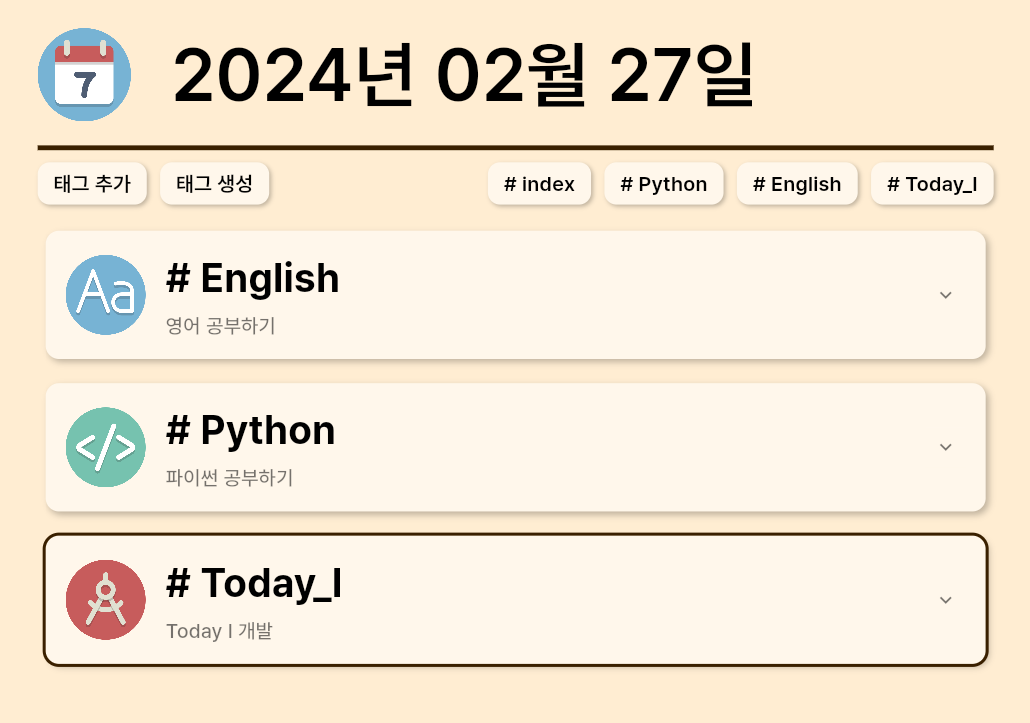 7
2024년 02월 27일
태그 추가 태그 생성 # index # Python # English # Today_I
Aa
# English
영어 공부하기
</>
# Python
파이썬 공부하기
# Today_I
Today I 개발